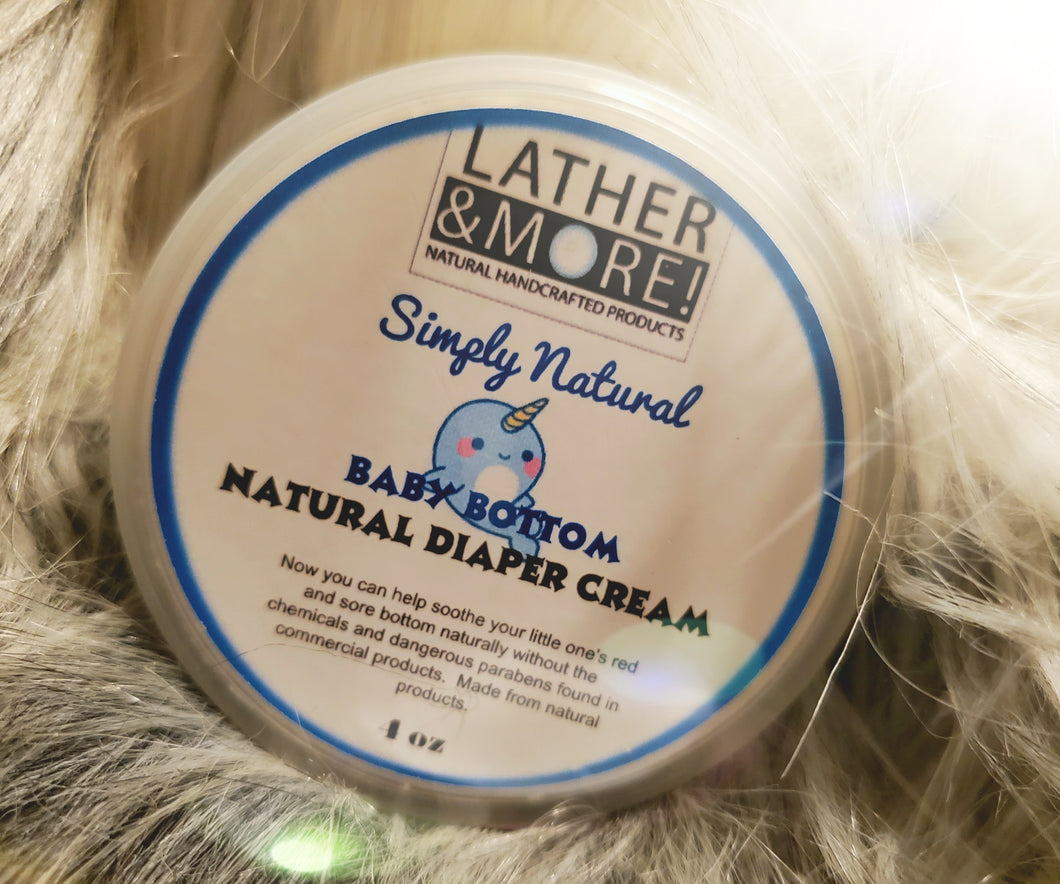 LATHER
&MORE!
NATURAL HANDCRAFTED PRODUCTS
Simply Natural
BABY BOTTOM
NATURAL DIAPER CREAM
Now you can help soothe your little one's red
and sore bottom naturally without the
chemicals and dangerous parabens found in
commercial products. Made from natural
products.
4 oz